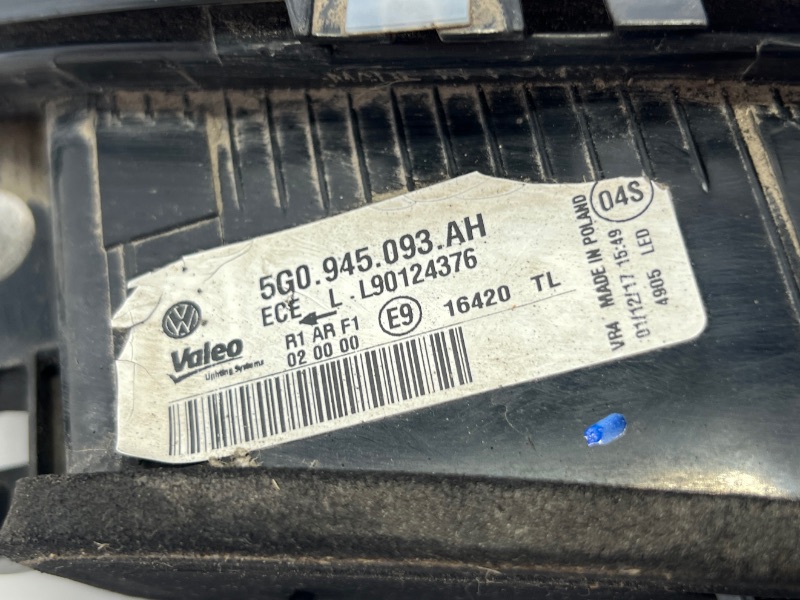 5G0.945.093.AH
ECE L L90124376
Valeo
Lighting Systems
R1 AR F1
02 00 00
E9
16420 TL
04S
VR4 MADE IN POLAND
01/12/17 15:49
4905 LED